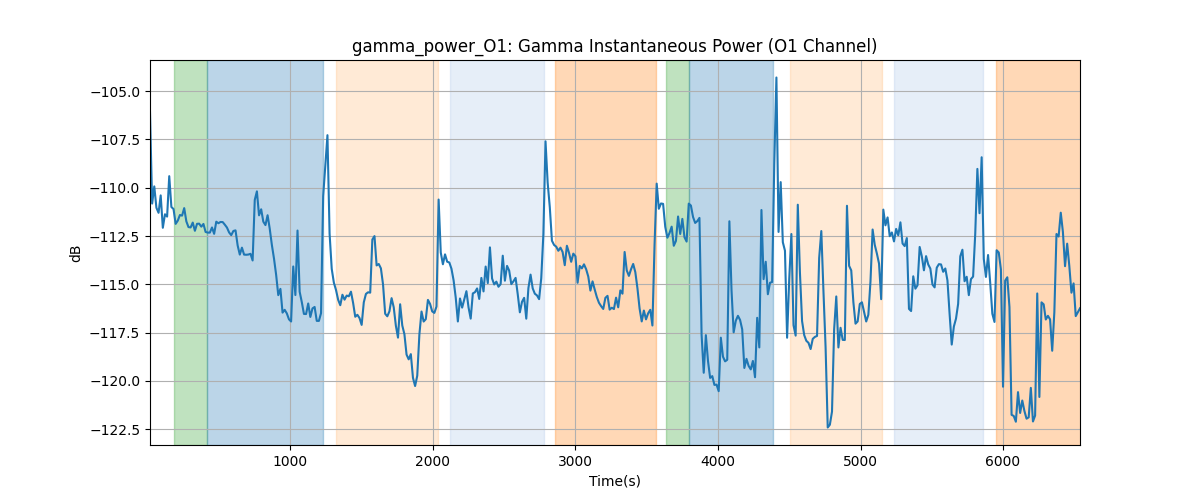 gamma_power_O1: Gamma Instantaneous Power (O1 Channel)
dB
−105.0
−107.5
−110.0
−112.5
−115.0
−117.5
−120.0
−122.5
1000 2000 3000 4000 5000 6000
Time(s)